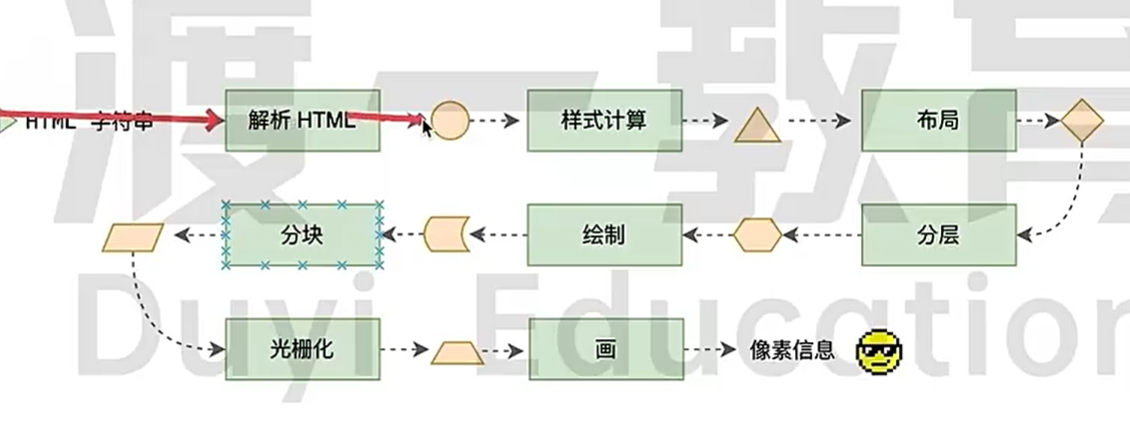 渡一教育
HTML 字符串
解析 HTML
样式计算
布局
分层
绘制
分块
光栅化
画
像素信息
Duyi Education